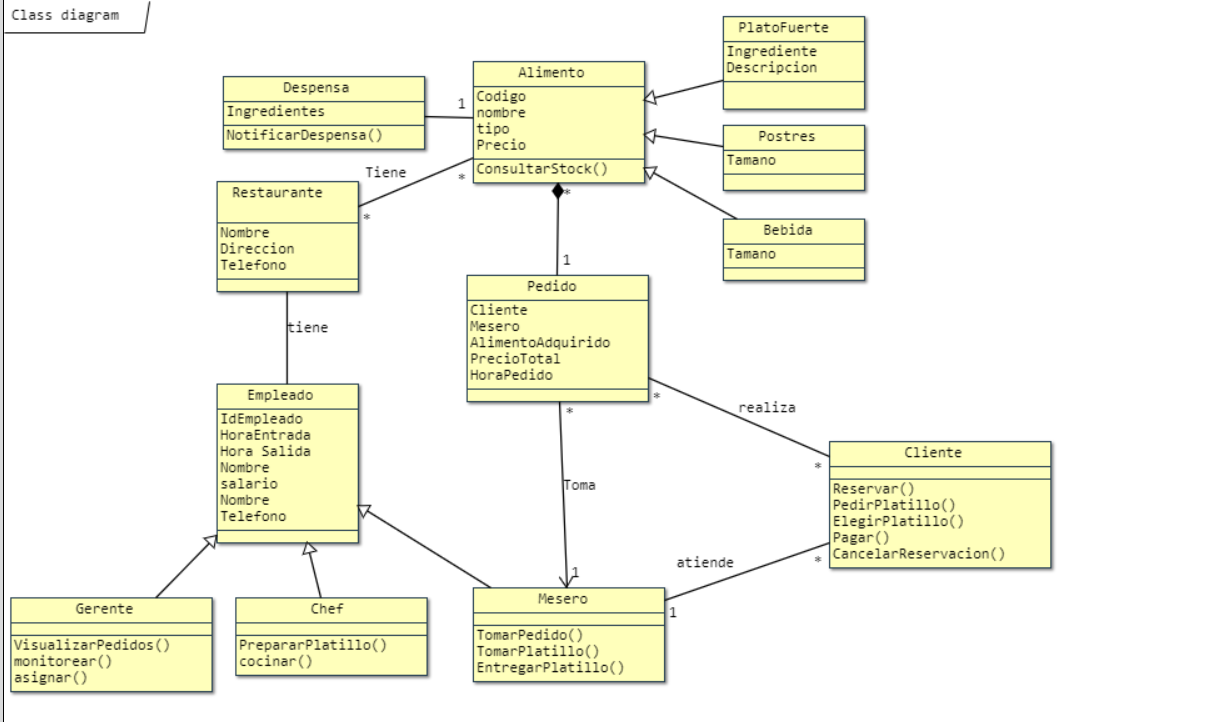 Class diagram
PlatoFuerte
Ingrediente
Descripcion
Alimento
Codigo
nombre
tipo
Precio
ConsultarStock()
Despensa
Ingredientes
NotificarDespensa()
1
Postres
Tamano
Tiene
*
*
Restaurante
Nombre
Direccion
Telefono
*
Bebida
Tamano
1
Pedido
Cliente
Mesero
AlimentoAdquirido
PrecioTotal
HoraPedido
tiene
Empleado
IdEmpleado
HoraEntrada
Hora Salida
Nombre
salario
Nombre
Telefono
*
*
realiza
*
Cliente
Reservar()
PedirPlatillo()
ElegirPlatillo()
Pagar()
CancelarReservacion()
Toma
1
atiende
*
1
Gerente
VisualizarPedidos()
monitorear()
asignar()
Chef
PrepararPlatillo()
cocinar()
Mesero
TomarPedido()
TomarPlatillo()
EntregarPlatillo()